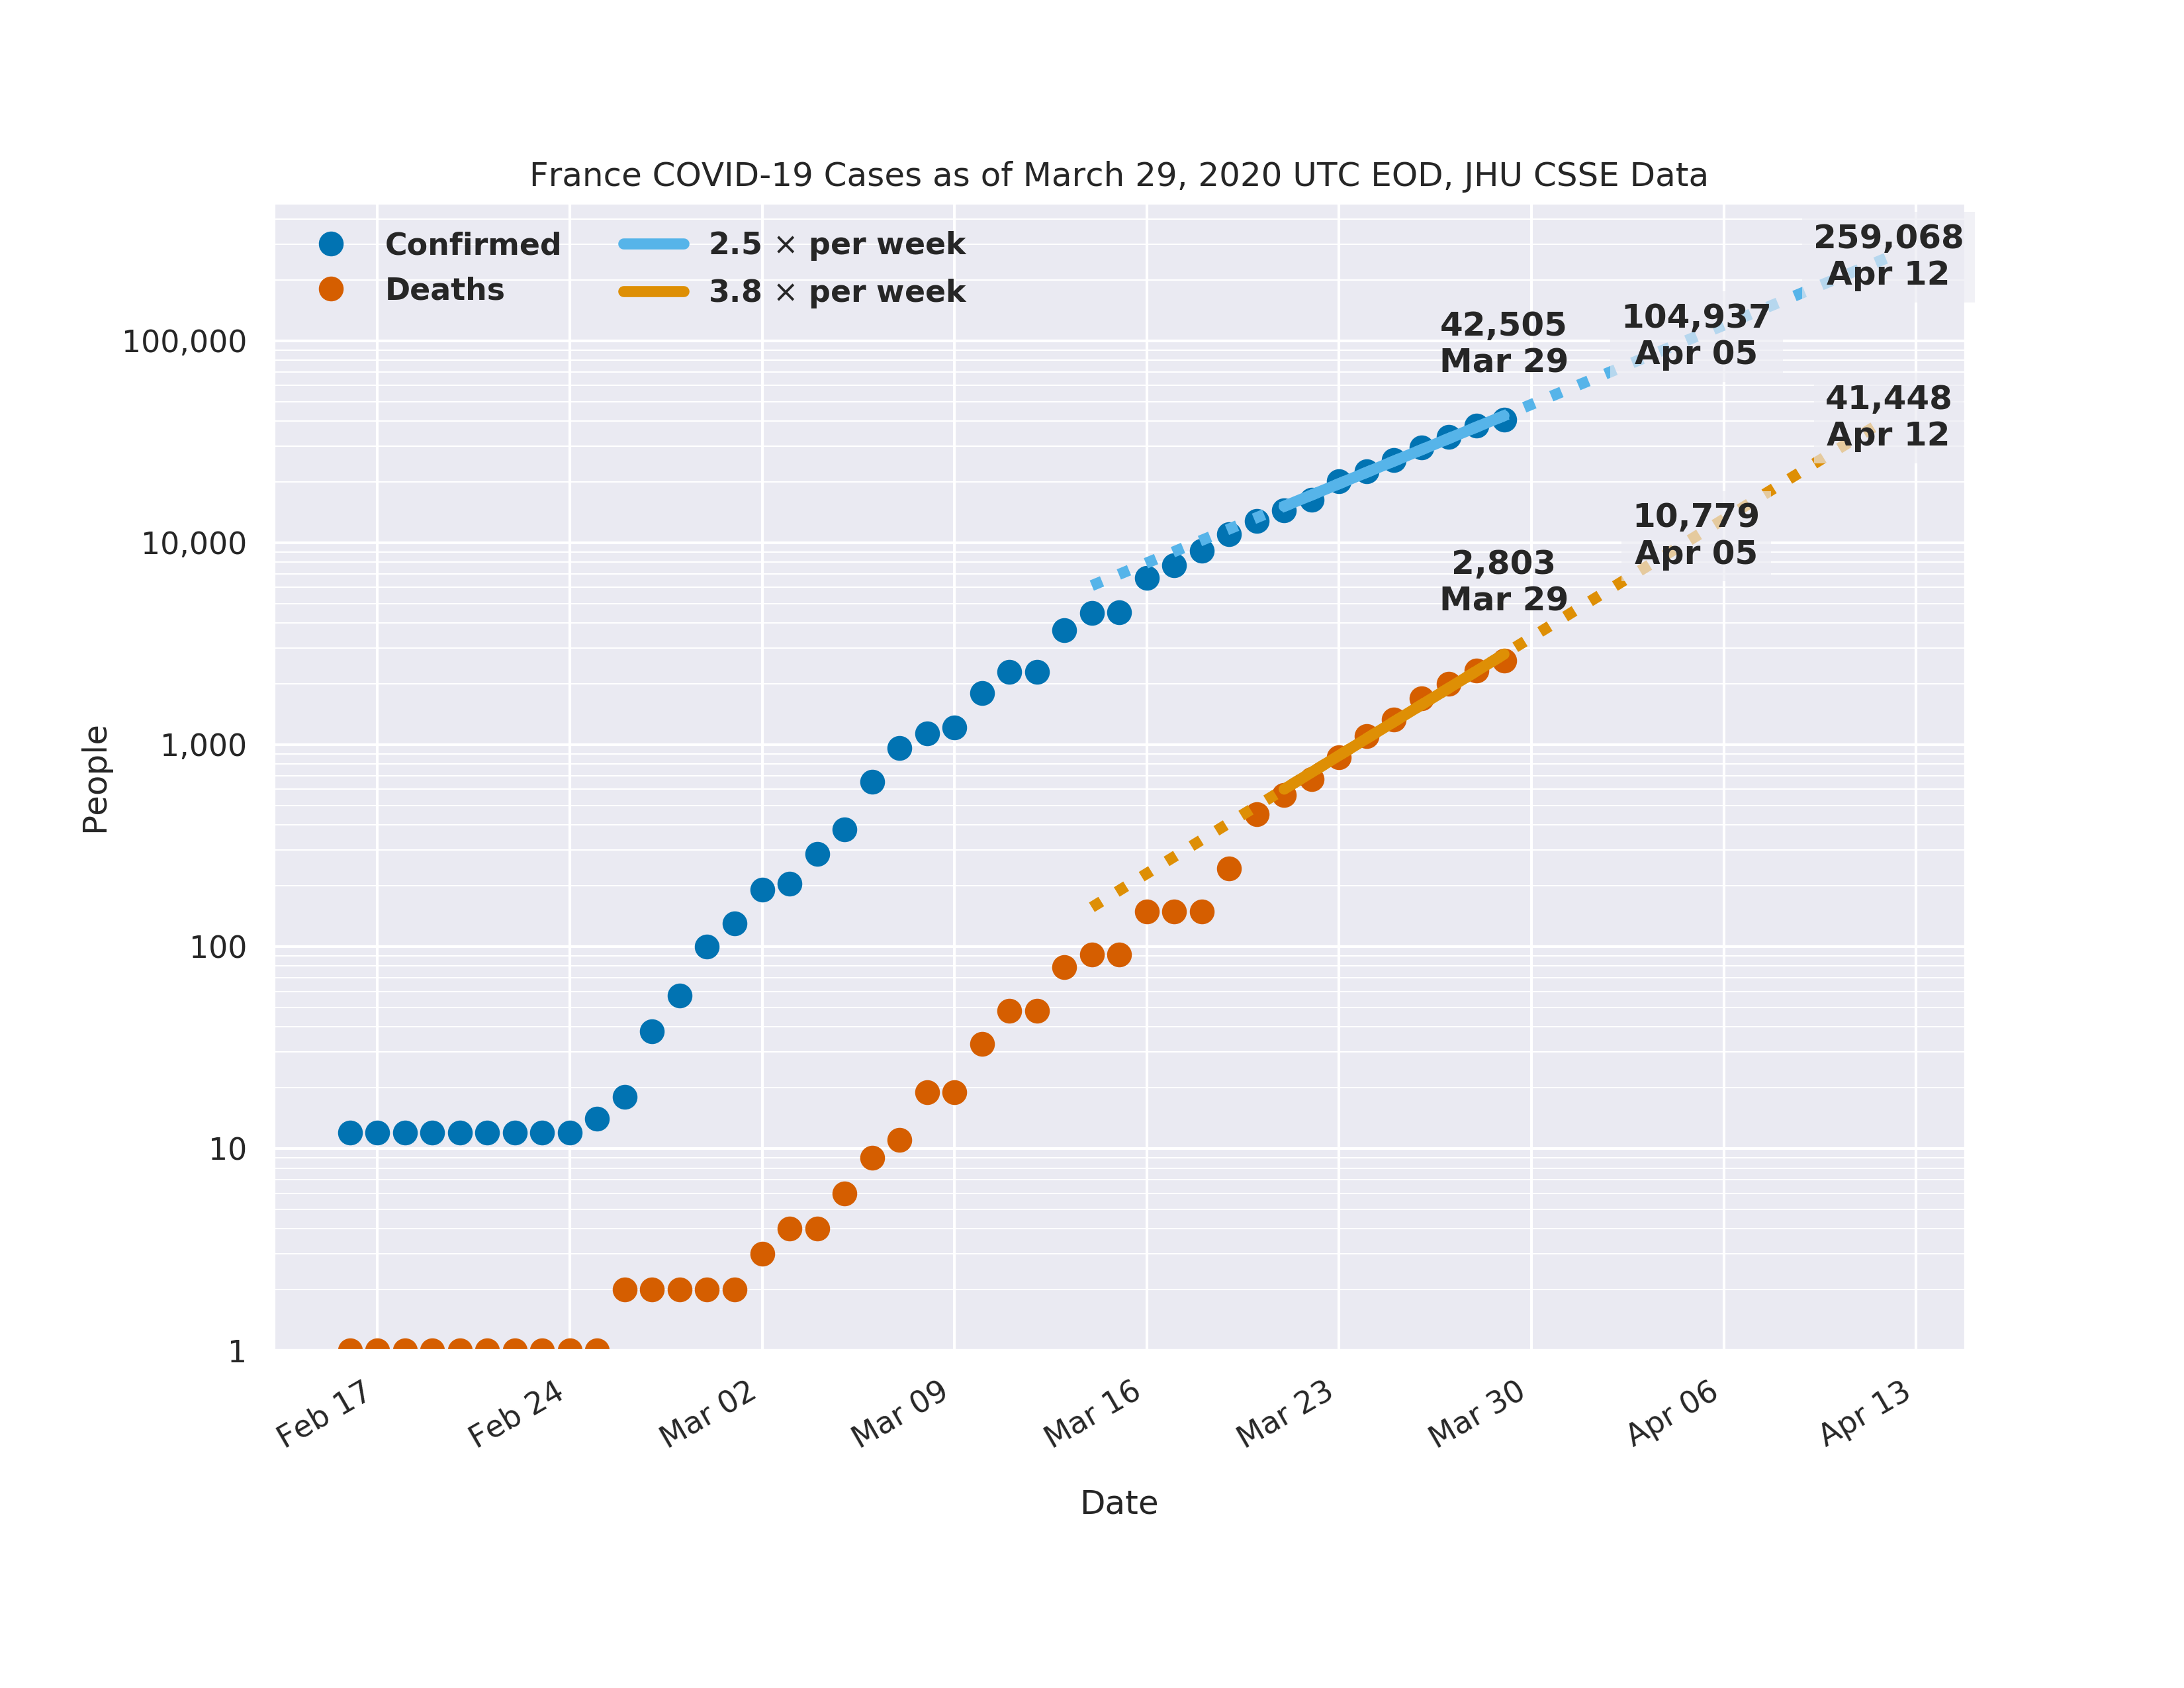 France COVID-19 Cases as of March 29, 2020 UTC EOD, JHU CSSE Data
Confirmed
Deaths
2.5 × per week
3.8 × per week
259,068
Apr 12
104,937
Apr 05
42,505
Mar 29
41,448
Apr 12
10,779
Apr 05
2,803
Mar 29
People
100,000
10,000
1,000
100
10
1
Feb 17
Feb 24
Mar 02
Mar 09
Mar 16
Mar 23
Mar 30
Apr 06
Apr 13
Date